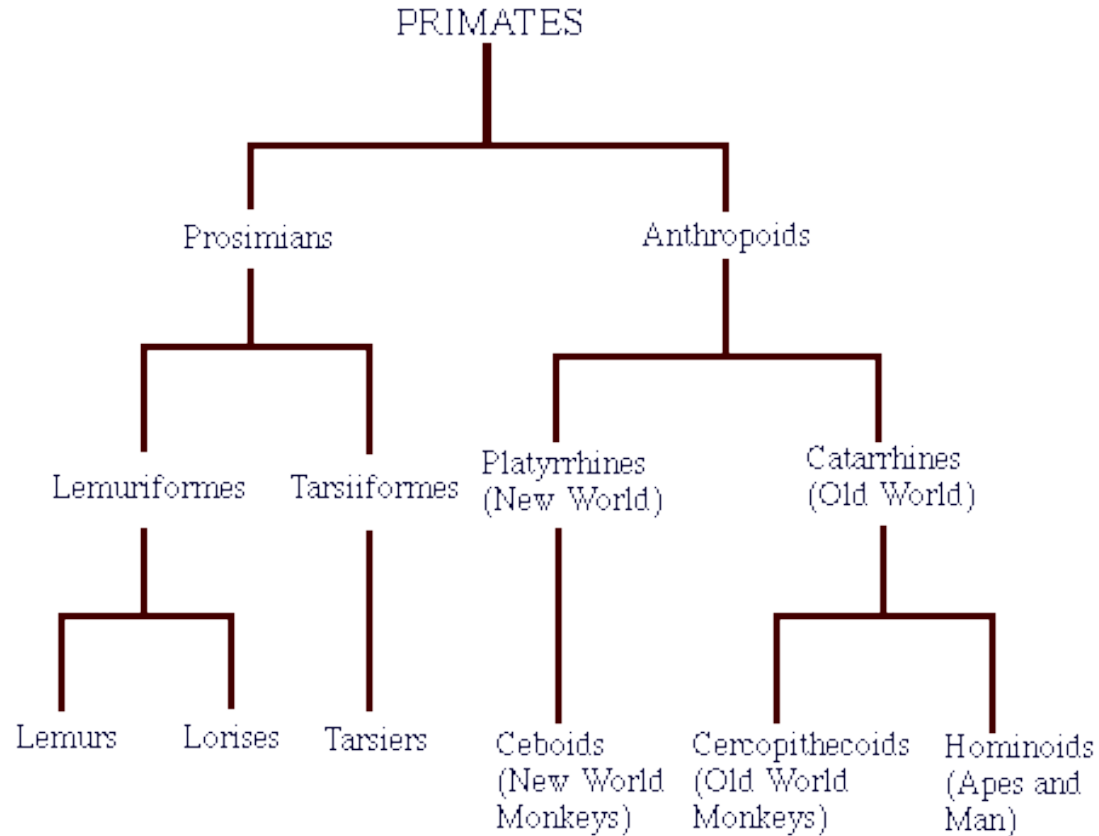 PRIMATES
Prosimians
Anthropoids
Lemuriformes
Tarsiiformes
Platyrrhines
(New World)
Catarrhines
(Old World)
Lemurs
Lorises
Tarsiers
Ceboids
(New World
Monkeys)
Cercopithecoids
(Old World
Monkeys)
Hominoids
(Apes and
Man)